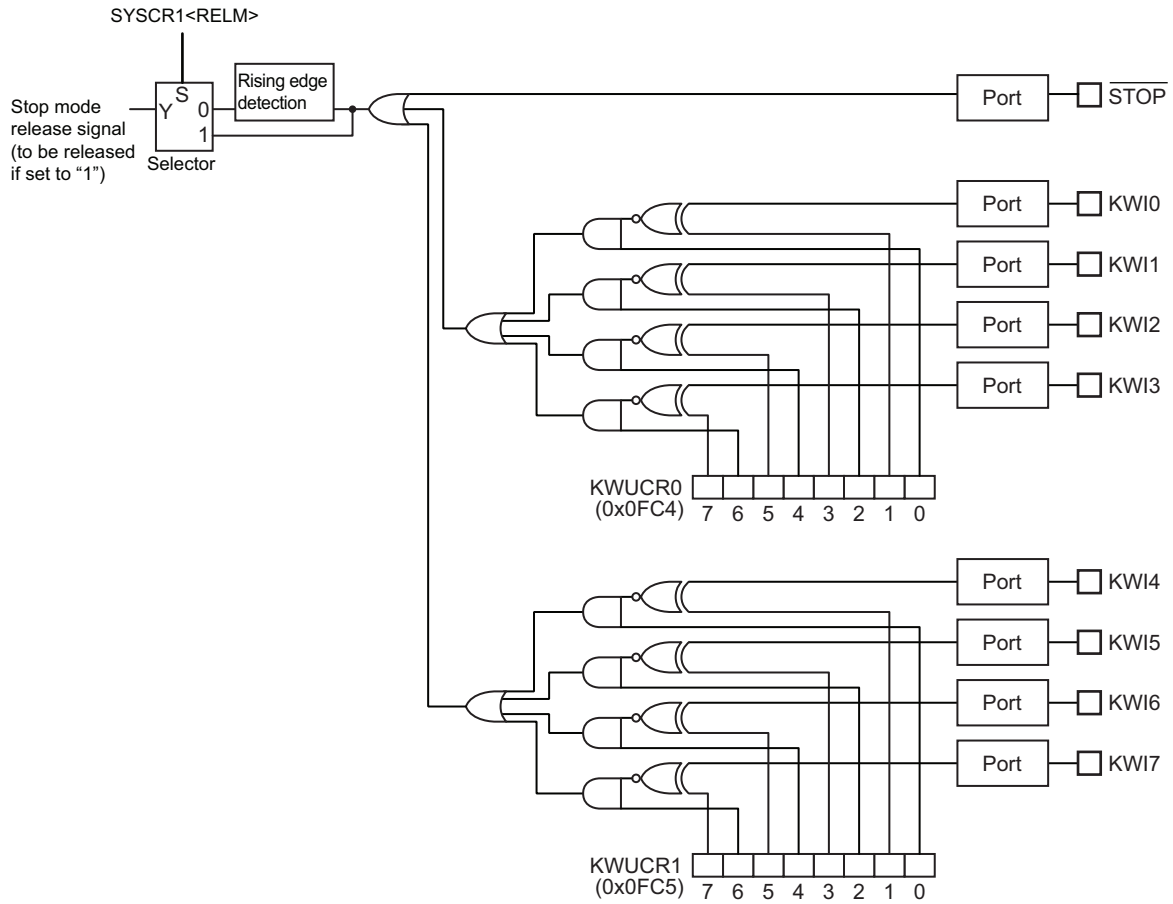 SYSCR1<RELM>
Stop mode
release signal
(to be released
if set to “1”)
Y
S
0
1
Selector
Rising edge
detection
Port
STOP
Port
KWI0
Port
KWI1
Port
KWI2
Port
KWI3
KWUCR0
(0x0FC4)
7 6 5 4 3 2 1 0
Port
KWI4
Port
KWI5
Port
KWI6
Port
KWI7
KWUCR1
(0x0FC5)
7 6 5 4 3 2 1 0